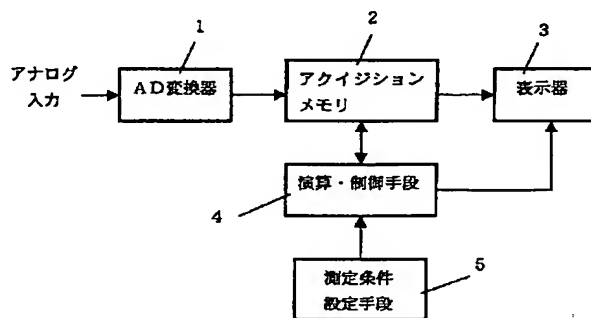 1
2
3
アナログ
入力
AD変換器
アクイジション
メモリ
表示器
4
演算・制御手段
測定条件
設定手段
5